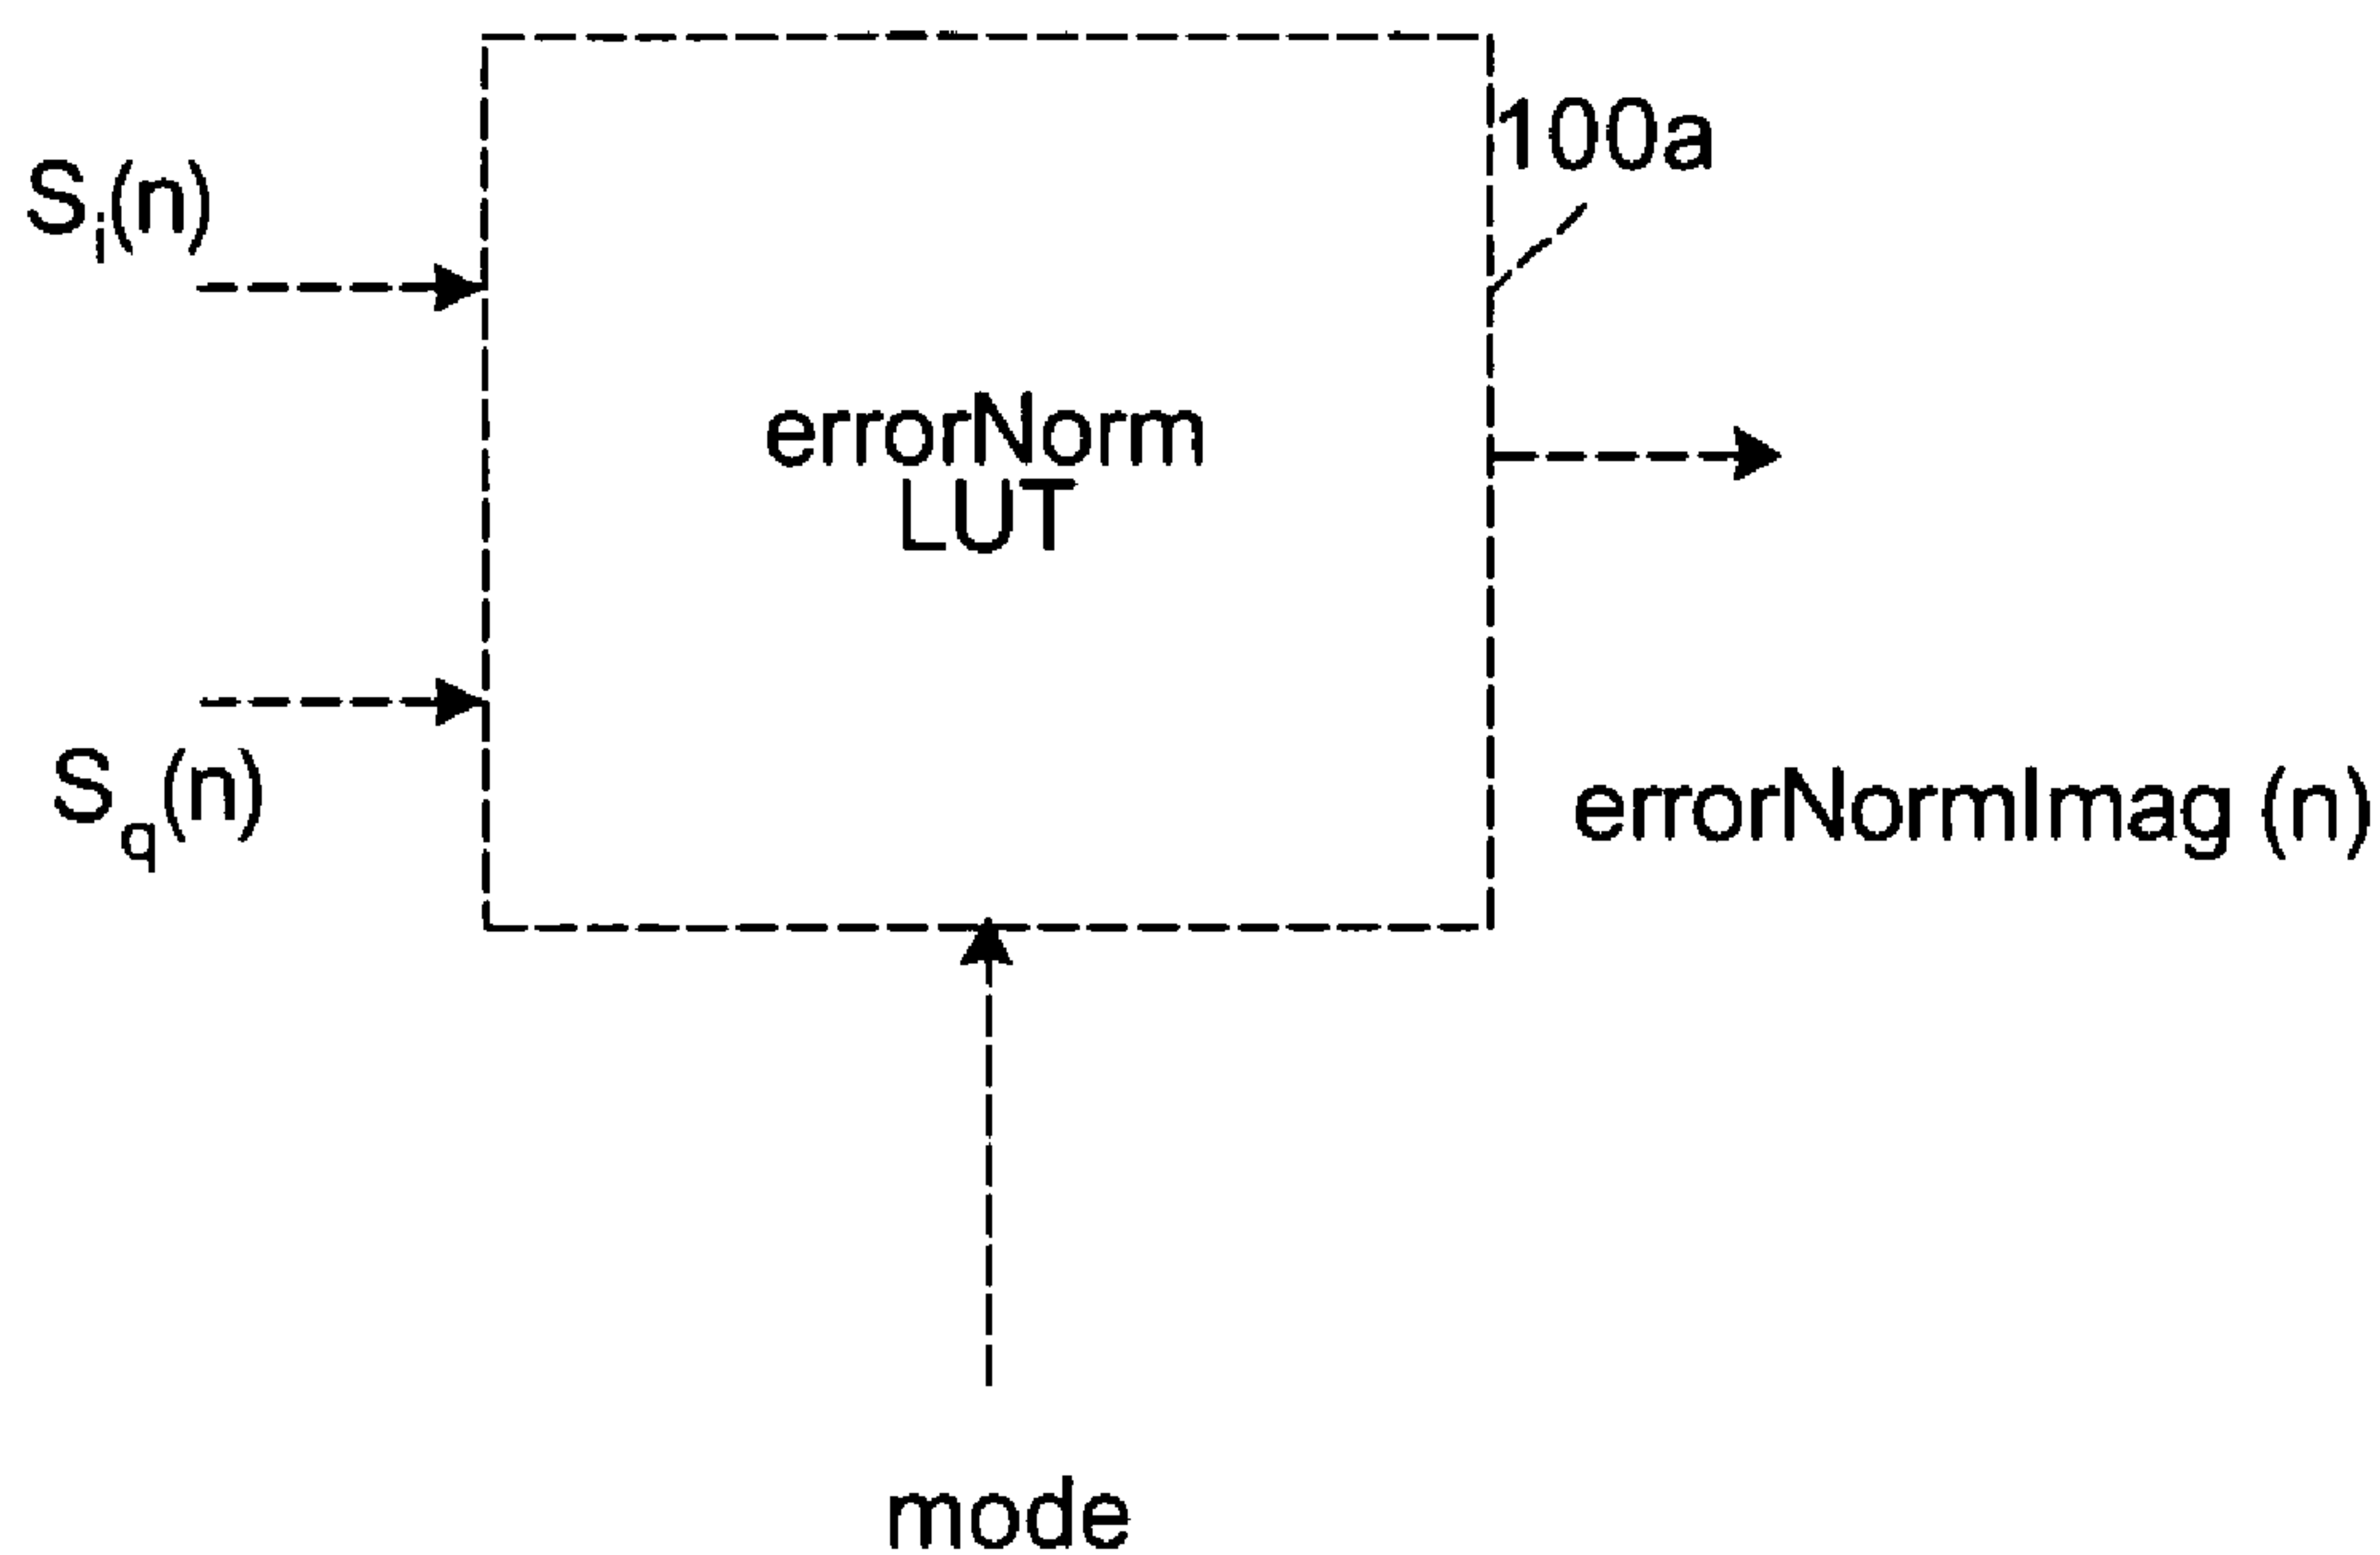 100a
Si(n)
errorNorm
LUT
Sq(n)
errorNormImag (n)
mode